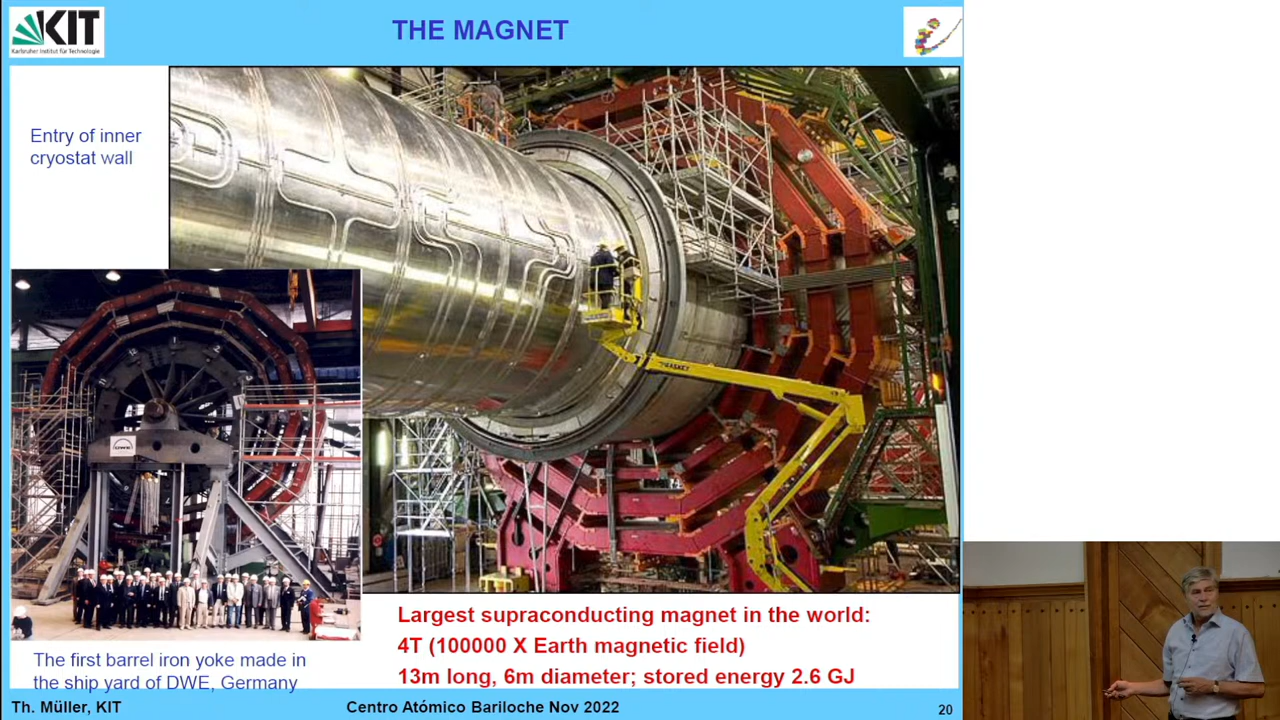 KIT
Karlsruher Institut für Technologie
THE MAGNET
Entry of inner
cryostat wall
Largest supraconducting magnet in the world:
4T (100000 X Earth magnetic field)
13m long, 6m diameter; stored energy 2.6 GJ
The first barrel iron yoke made in
the ship yard of DWE, Germany
Th. Müller, KIT
Centro Atómico Bariloche Nov 2022
20